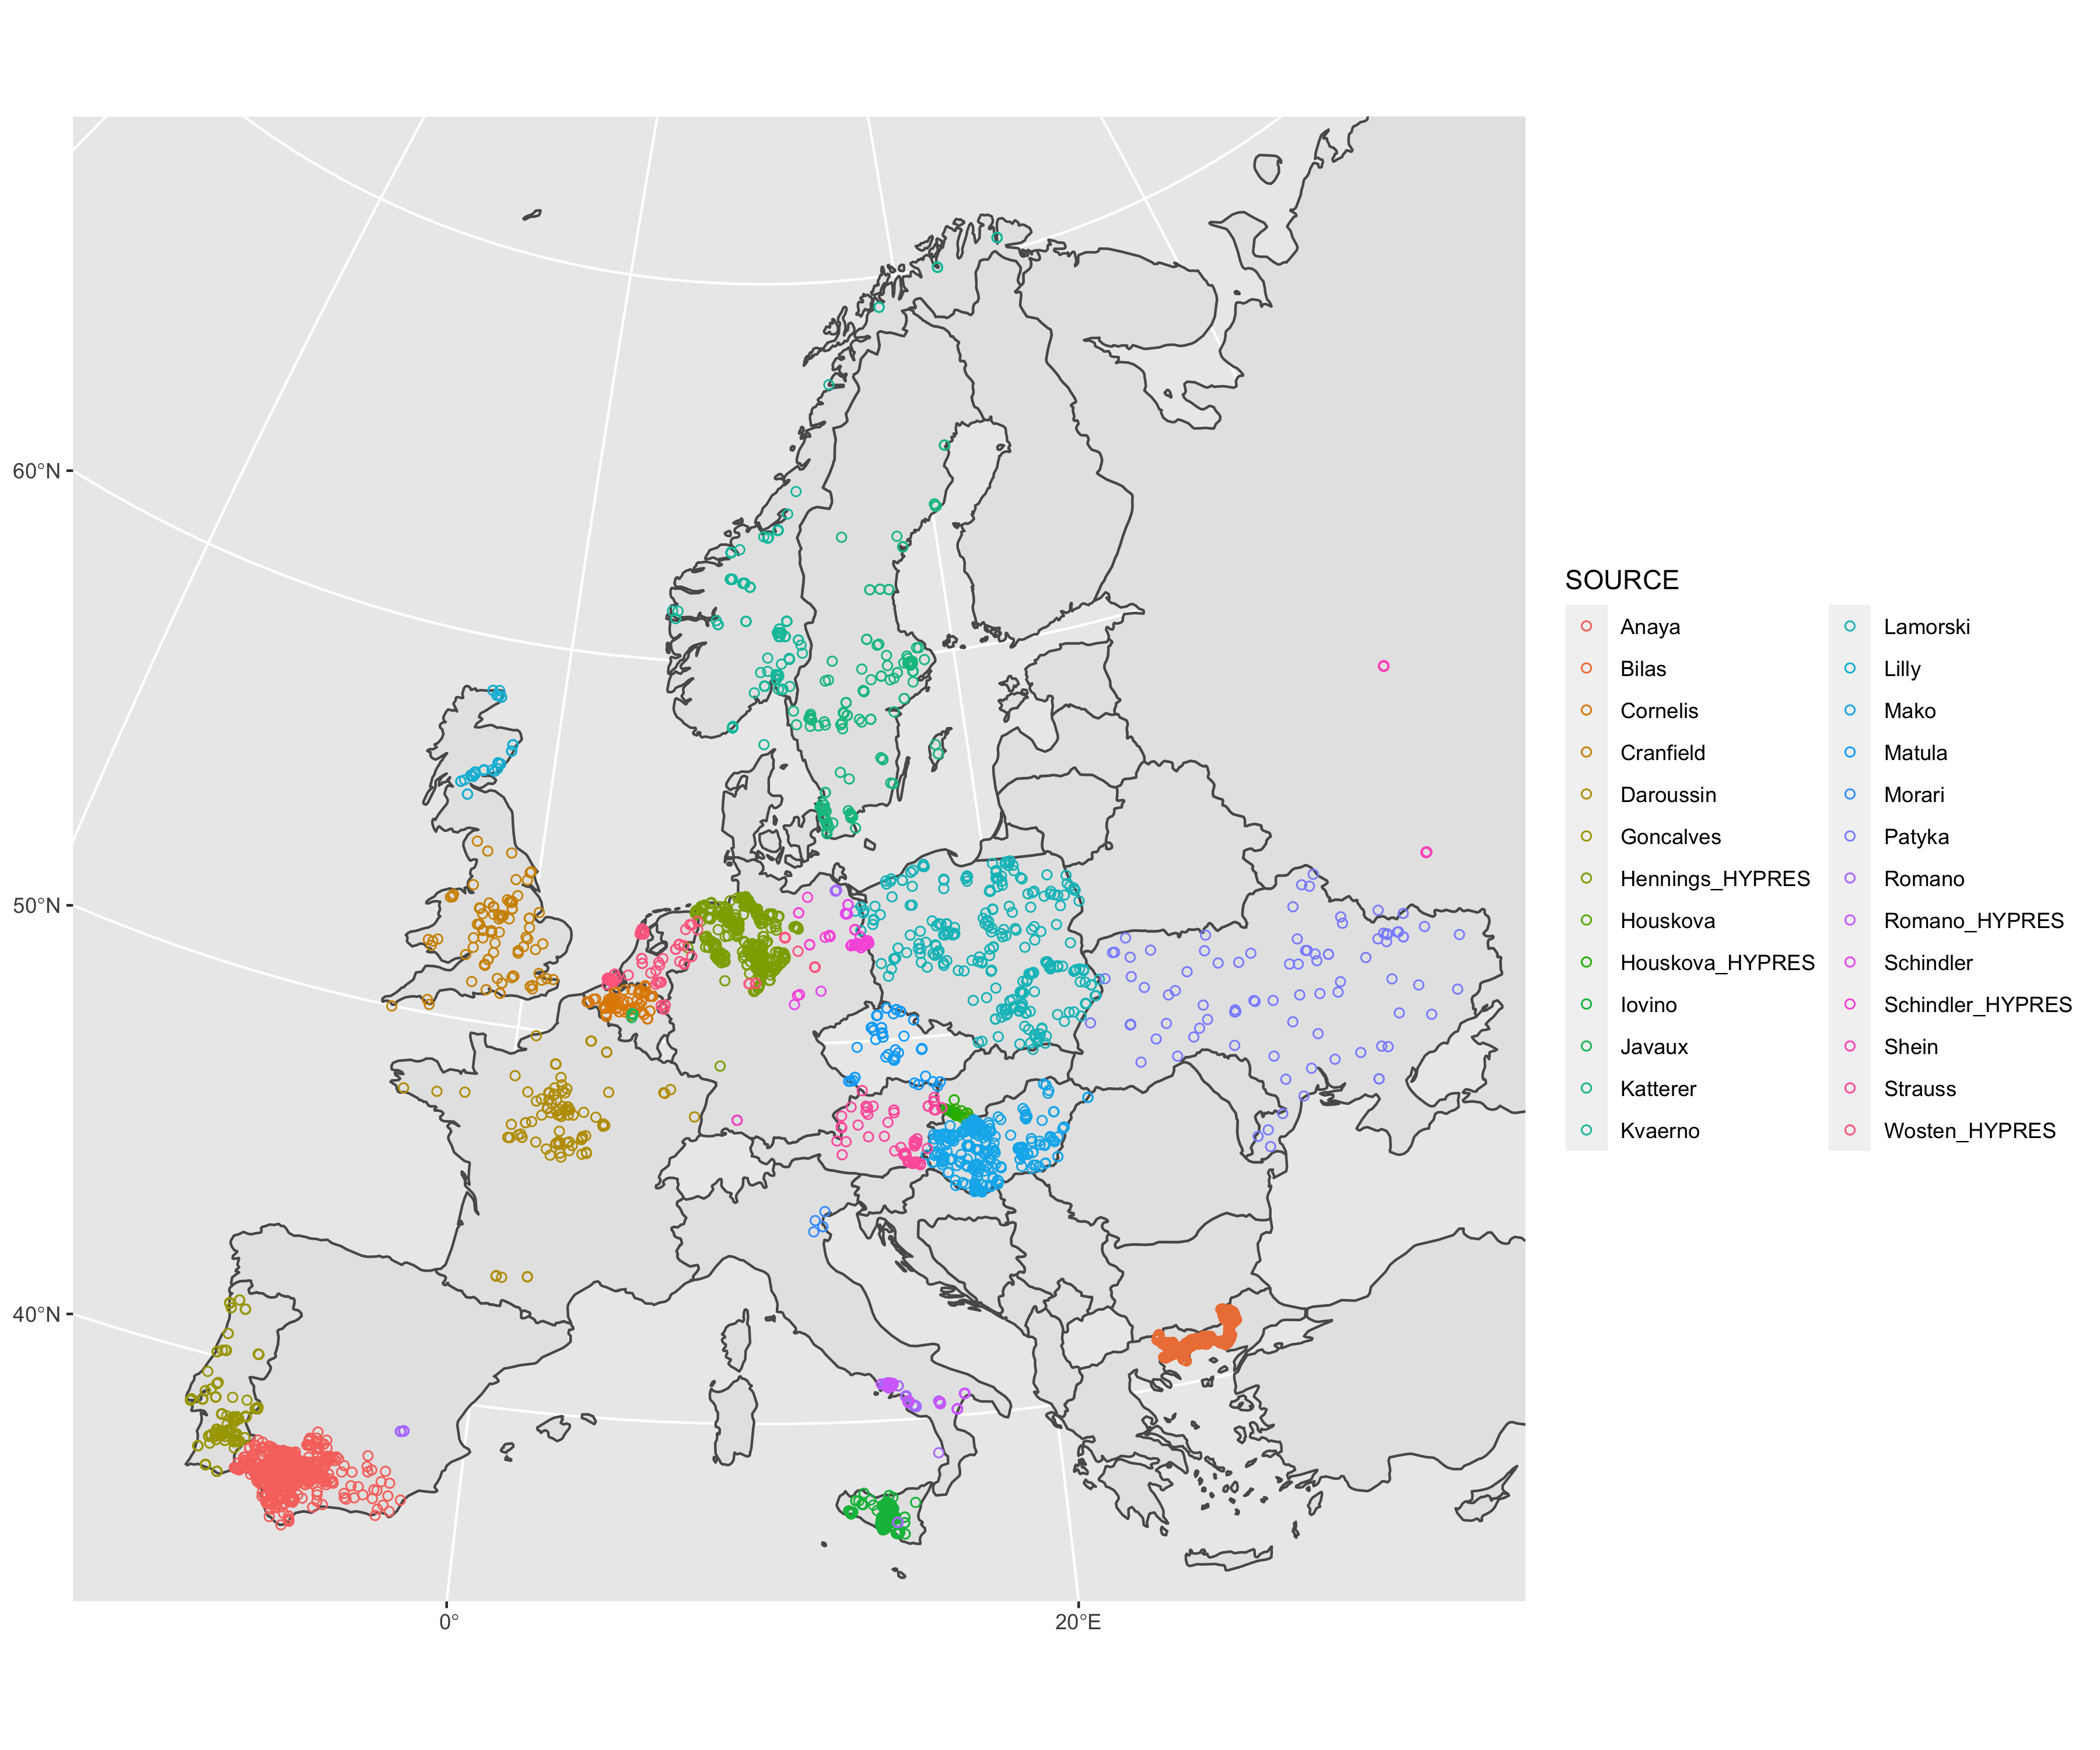 60°N
50°N
40°N
0°
20°E
SOURCE
Anaya
Bilas
Cornelis
Cranfield
Daroussin
Goncalves
Hennings_HYPRES
Houskova
Houskova_HYPRES
Iovino
Javaux
Katterer
Kvaerno
Lamorski
Lilly
Mako
Matula
Morari
Patyka
Romano
Romano_HYPRES
Schindler
Schindler_HYPRES
Shein
Strauss
Wosten_HYPRES